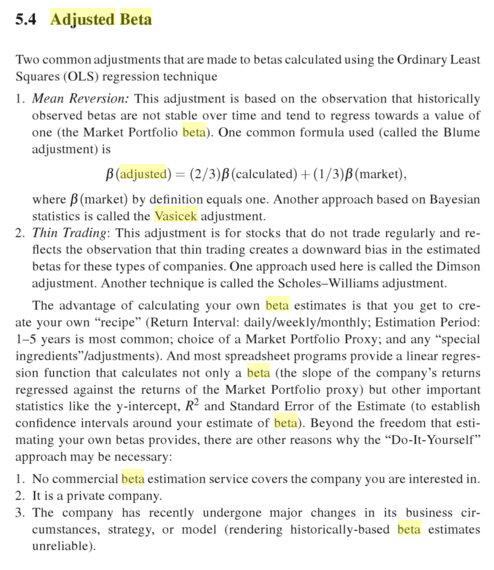 5.4 Adjusted Beta
Two common adjustments that are made to betas calculated using the Ordinary Least
Squares (OLS) regression technique
1. Mean Reversion: This adjustment is based on the observation that historically
observed betas are not stable over time and tend to regress towards a value of
one (the Market Portfolio beta). One common formula used (called the Blume
adjustment) is
β(adjusted) = (2/3)β(calculated) + (1/3)β(market),
where β(market) by definition equals one. Another approach based on Bayesian
statistics is called the Vasicek adjustment.
2. Thin Trading: This adjustment is for stocks that do not trade regularly and re-
flects the observation that thin trading creates a downward bias in the estimated
betas for these types of companies. One approach used here is called the Dimson
adjustment. Another technique is called the Scholes–Williams adjustment.
The advantage of calculating your own beta estimates is that you get to cre-
ate your own “recipe” (Return Interval: daily/weekly/monthly; Estimation Period:
1–5 years is most common; choice of a Market Portfolio Proxy; and any “special
ingredients”/adjustments). And most spreadsheet programs provide a linear regres-
sion function that calculates not only a beta (the slope of the company’s returns
regressed against the returns of the Market Portfolio proxy) but other important
statistics like the y-intercept, R² and Standard Error of the Estimate (to establish
confidence intervals around your estimate of beta). Beyond the freedom that esti-
mating your own betas provides, there are other reasons why the “Do-It-Yourself”
approach may be necessary:
1. No commercial beta estimation service covers the company you are interested in.
2. It is a private company.
3. The company has recently undergone major changes in its business cir-
cumstances, strategy, or model (rendering historically-based beta estimates
unreliable).